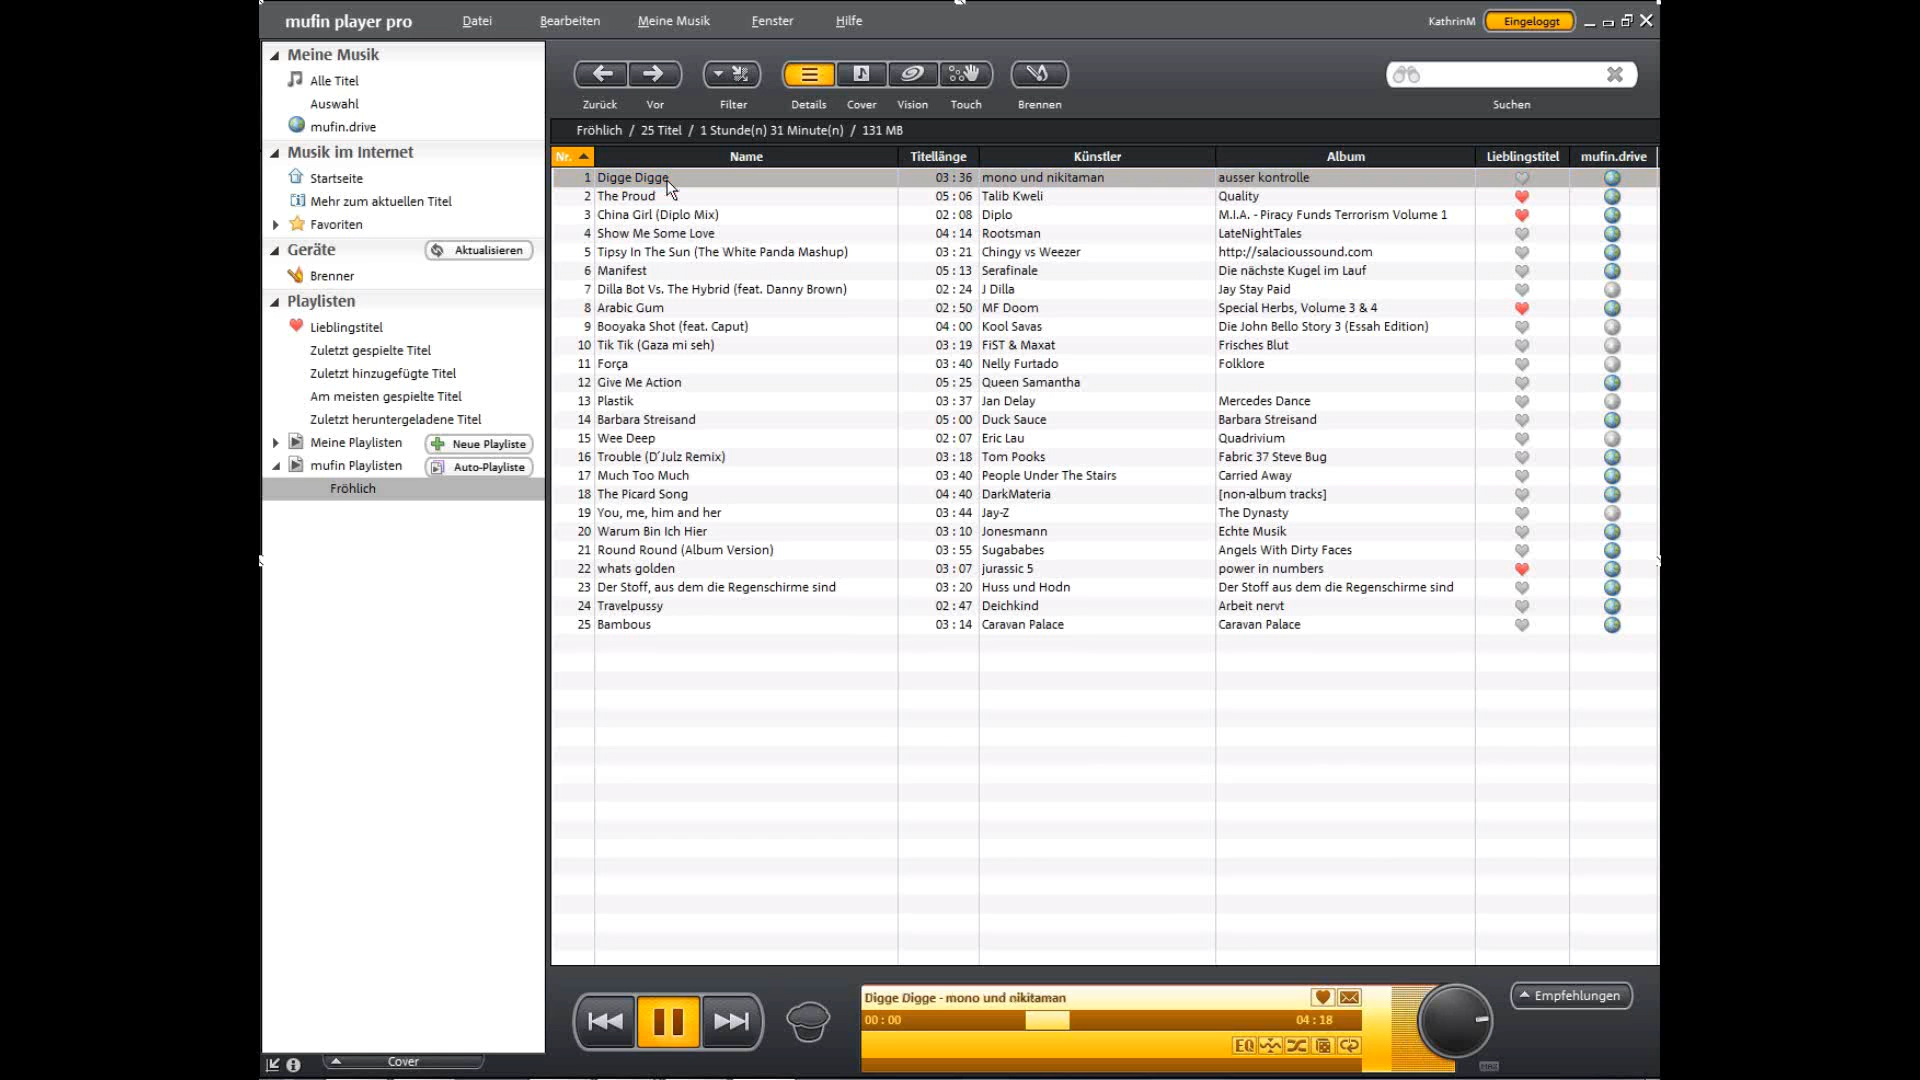 mufin player pro Datei Bearbeiten Meine Musik Fenster Hilfe KathrinM Eingeloggt
Meine Musik
Alle Titel
Auswahl
mufin.drive
Musik im Internet
Startseite
Mehr zum aktuellen Titel
Favoriten
Geräte Aktualisieren
Brenner
Playlisten
Lieblingstitel
Zuletzt gespielte Titel
Zuletzt hinzugefügte Titel
Am meisten gespielte Titel
Zuletzt heruntergeladene Titel
Meine Playlisten Neue Playliste
mufin Playlisten Auto-Playliste
Fröhlich
Zurück Vor Filter Details Cover Vision Touch Brennen Suchen
Fröhlich / 25 Titel / 1 Stunde(n) 31 Minute(n) / 131 MB
Nr. Name Titellänge Künstler Album Lieblingstitel mufin.drive
1 Digge Digge 03 : 36 mono und nikitaman ausser kontrolle
2 The Proud 05 : 06 Talib Kweli Quality
3 China Girl (Diplo Mix) 02 : 08 Diplo M.I.A. - Piracy Funds Terrorism Volume 1
4 Show Me Some Love 04 : 14 Rootsman LateNightTales
5 Tipsy In The Sun (The White Panda Mashup) 03 : 21 Chingy vs Weezer http://salacioussound.com
6 Manifest 05 : 13 Serafinale Die nächste Kugel im Lauf
7 Dilla Bot Vs. The Hybrid (feat. Danny Brown) 02 : 24 J Dilla Jay Stay Paid
8 Arabic Gum 02 : 50 MF Doom Special Herbs, Volume 3 & 4
9 Booyaka Shot (feat. Caput) 04 : 00 Kool Savas Die John Bello Story 3 (Essah Edition)
10 Tik Tik (Gaza mi seh) 03 : 19 FiST & Maxat Frisches Blut
11 Força 03 : 40 Nelly Furtado Folklore
12 Give Me Action 05 : 25 Queen Samantha
13 Plastik 03 : 37 Jan Delay Mercedes Dance
14 Barbara Streisand 05 : 00 Duck Sauce Barbara Streisand
15 Wee Deep 02 : 07 Eric Lau Quadrivium
16 Trouble (D´Julz Remix) 03 : 18 Tom Pooks Fabric 37 Steve Bug
17 Much Too Much 03 : 40 People Under The Stairs Carried Away
18 The Picard Song 04 : 40 DarkMateria [non-album tracks]
19 You, me, him and her 03 : 44 Jay-Z The Dynasty
20 Warum Bin Ich Hier 03 : 10 Jonesmann Echte Musik
21 Round Round (Album Version) 03 : 55 Sugababes Angels With Dirty Faces
22 whats golden 03 : 07 jurassic 5 power in numbers
23 Der Stoff, aus dem die Regenschirme sind 03 : 20 Huss und Hodn Der Stoff aus dem die Regenschirme sind
24 Travelpussy 02 : 47 Deichkind Arbeit nervt
25 Bambous 03 : 14 Caravan Palace Caravan Palace
Digge Digge - mono und nikitaman
00 : 00 04 : 18
EQ
MAX
Empfehlungen
Cover